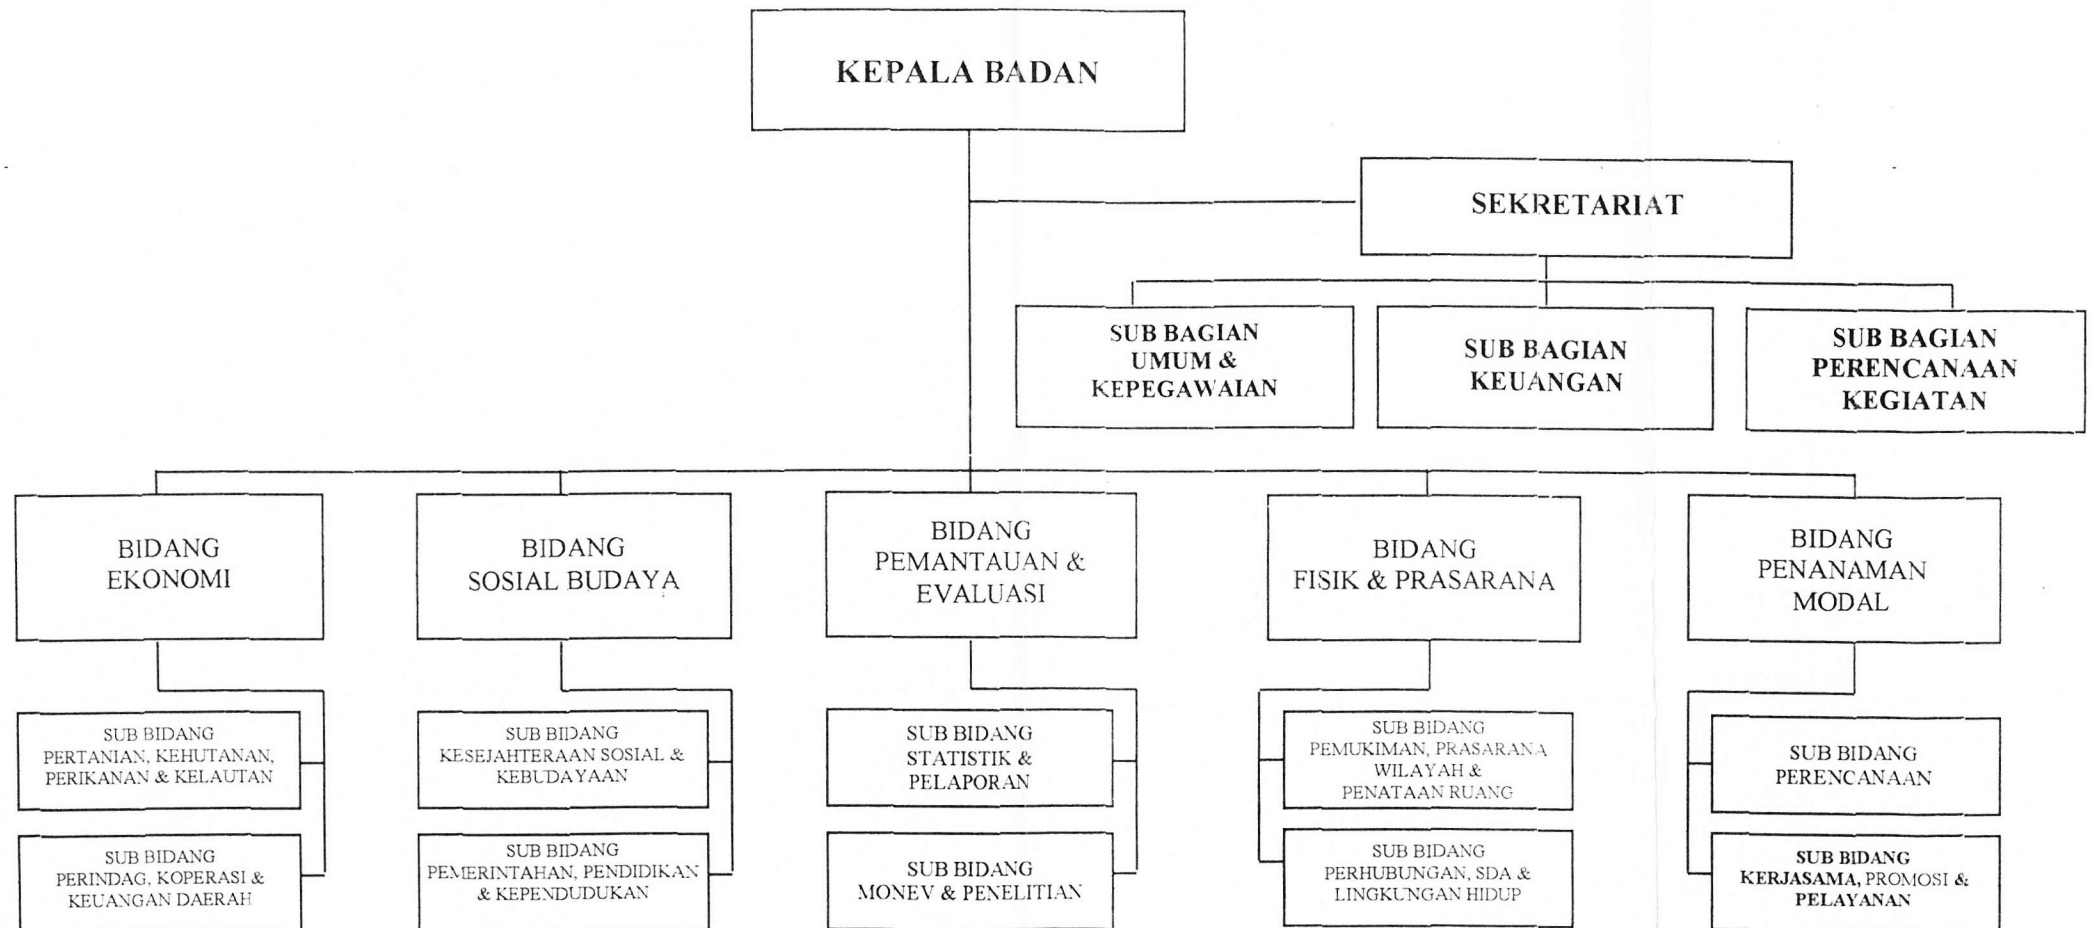 KEPALA BADAN
SEKRETARIAT
SUB BAGIAN
UMUM &
KEPEGAWAIAN
SUB BAGIAN
KEUANGAN
SUB BAGIAN
PERENCANAAN
KEGIATAN
BIDANG
EKONOMI
BIDANG
SOSIAL BUDAYA
BIDANG
PEMANTAUAN &
EVALUASI
BIDANG
FISIK & PRASARANA
BIDANG
PENANAMAN
MODAL
SUB BIDANG
PERTANIAN, KEHUTANAN,
PERIKANAN & KELAUTAN
SUB BIDANG
KESEJAHTERAAN SOSIAL &
KEBUDAYAAN
SUB BIDANG
STATISTIK &
PELAPORAN
SUB BIDANG
PEMUKIMAN, PRASARANA
WILAYAH &
PENATAAN RUANG
SUB BIDANG
PERENCANAAN
SUB BIDANG
PERINDAG, KOPERASI &
KEUANGAN DAERAH
SUB BIDANG
PEMERINTAHAN, PENDIDIKAN
& KEPENDUDUKAN
SUB BIDANG
MONEV & PENELITIAN
SUB BIDANG
PERHUBUNGAN, SDA &
LINGKUNGAN HIDUP
SUB BIDANG
KERJASAMA, PROMOSI &
PELAYANAN